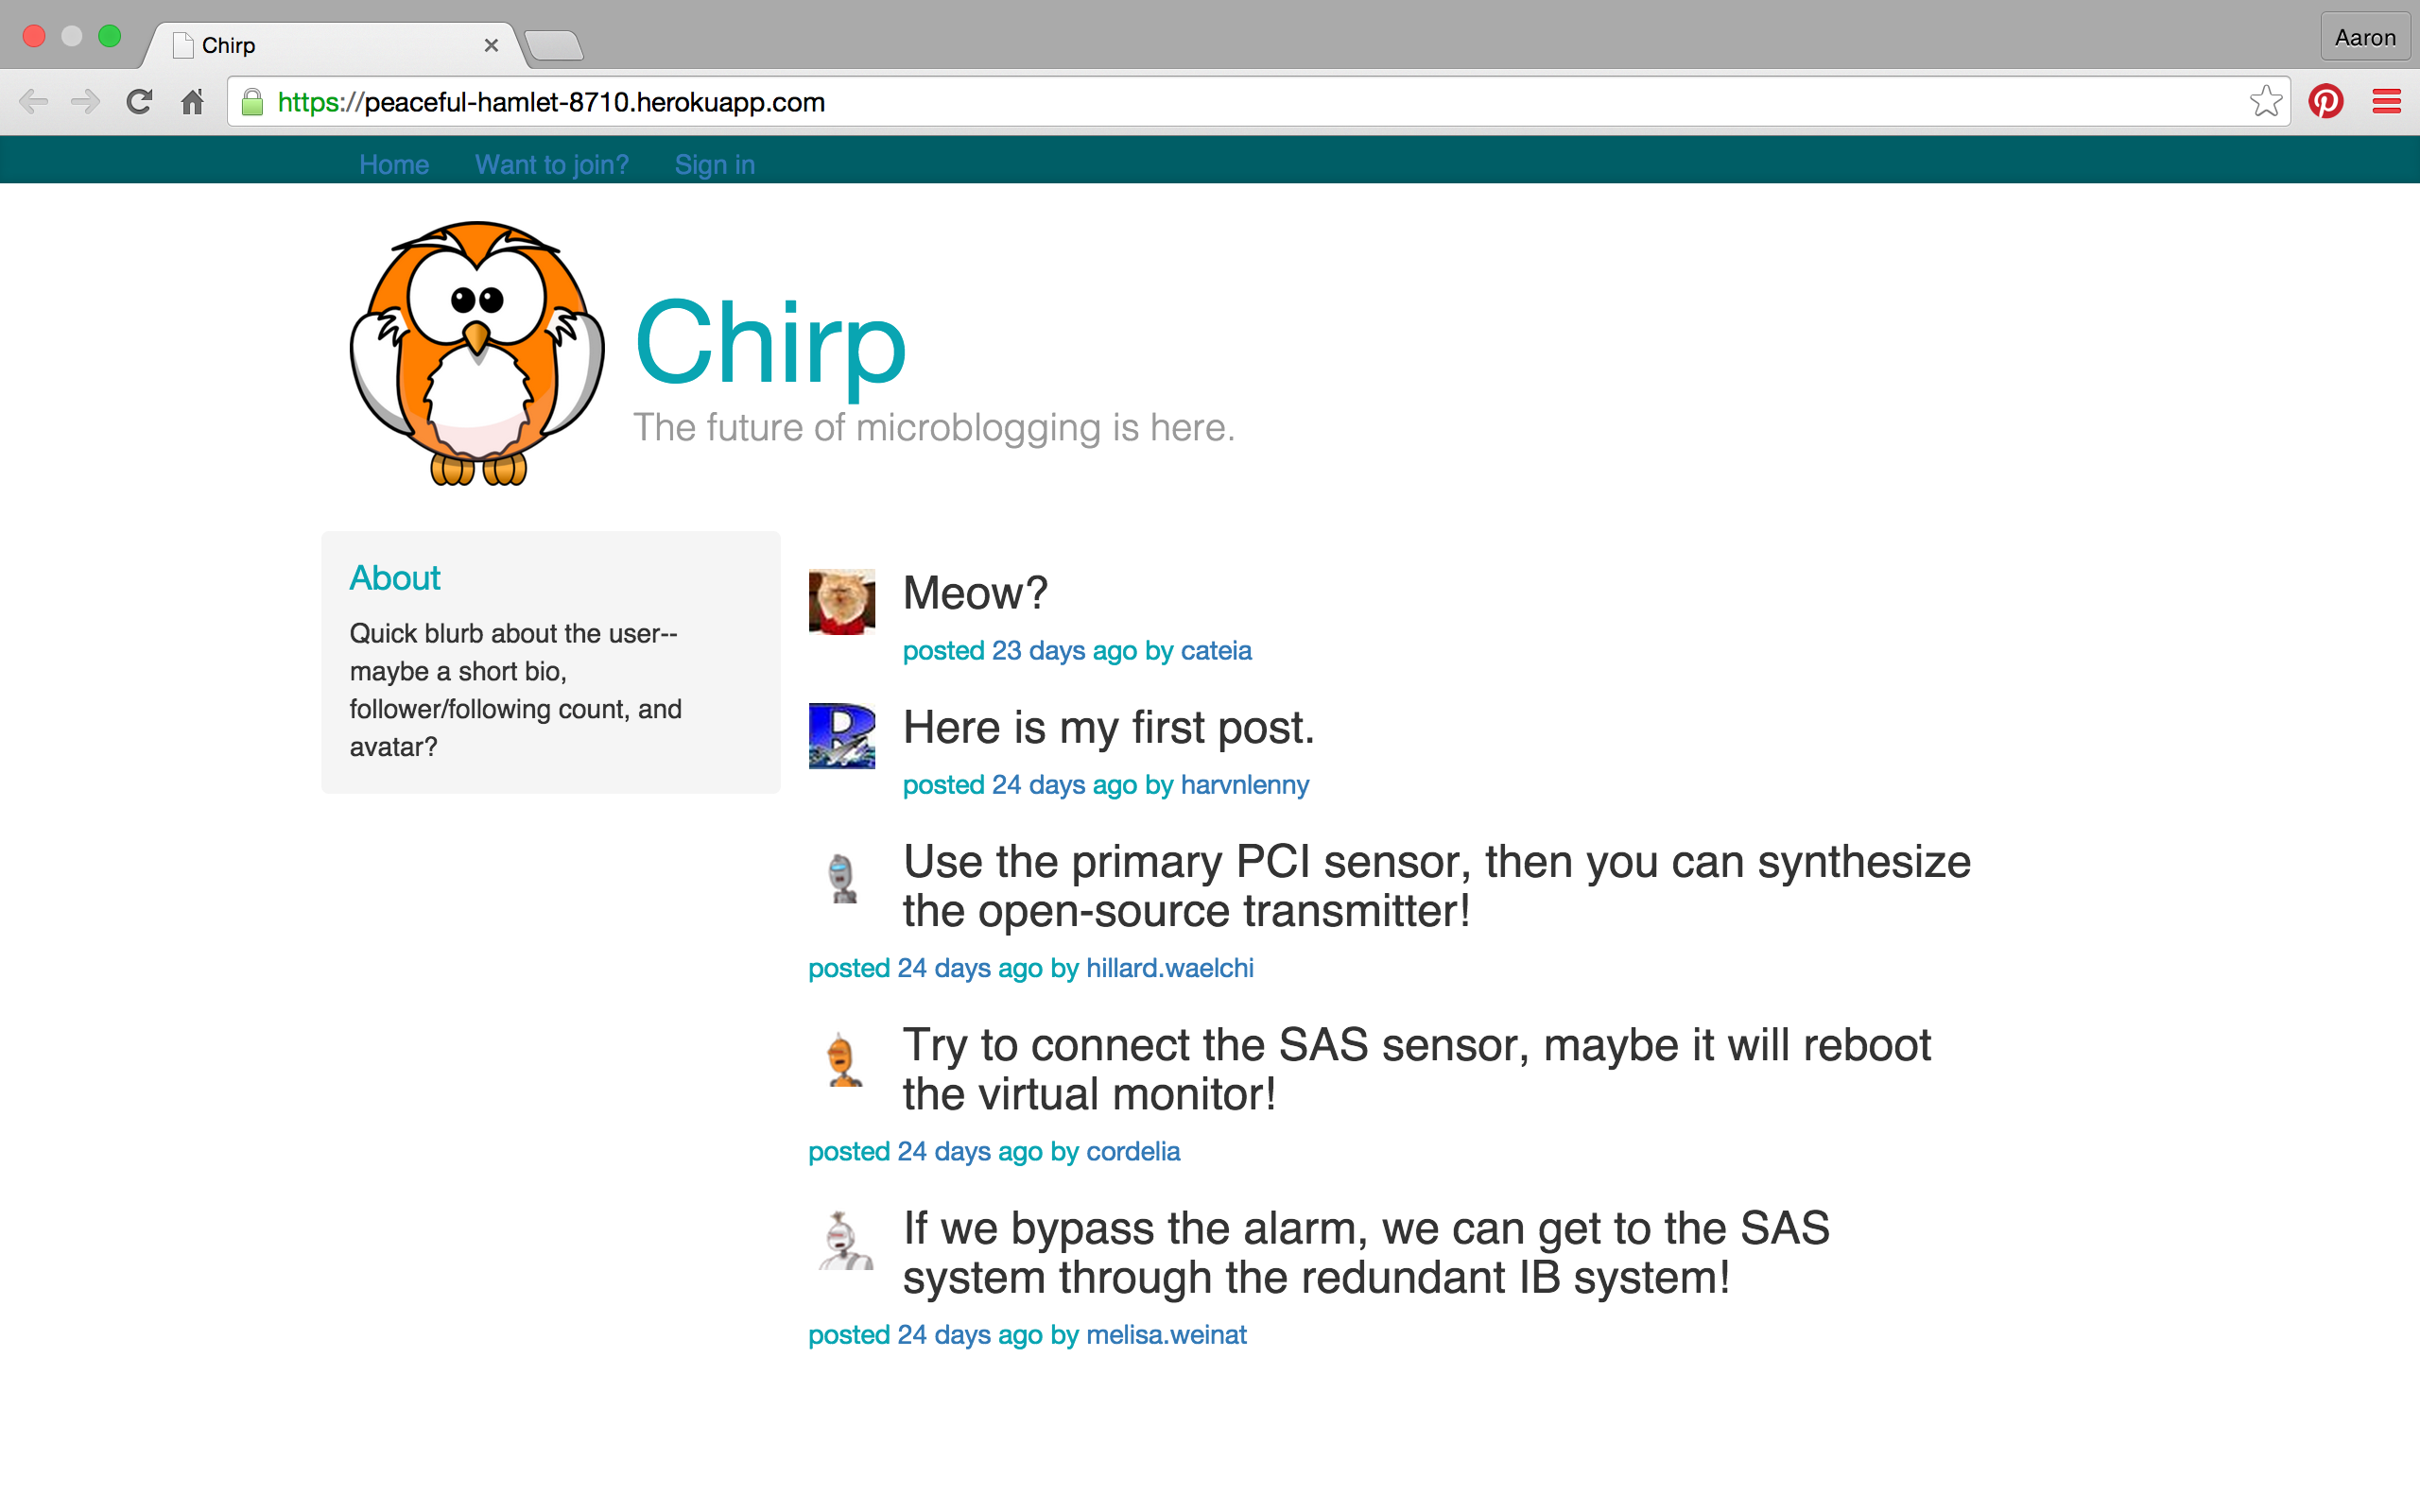 Chirp
Aaron
https://peaceful-hamlet-8710.herokuapp.com
Home Want to join? Sign in
Chirp
The future of microblogging is here.
About
Quick blurb about the user--
maybe a short bio,
follower/following count, and
avatar?
Meow?
posted 23 days ago by cateia
Here is my first post.
posted 24 days ago by harvnlenny
Use the primary PCI sensor, then you can synthesize
the open-source transmitter!
posted 24 days ago by hillard.waelchi
Try to connect the SAS sensor, maybe it will reboot
the virtual monitor!
posted 24 days ago by cordelia
If we bypass the alarm, we can get to the SAS
system through the redundant IB system!
posted 24 days ago by melisa.weinat